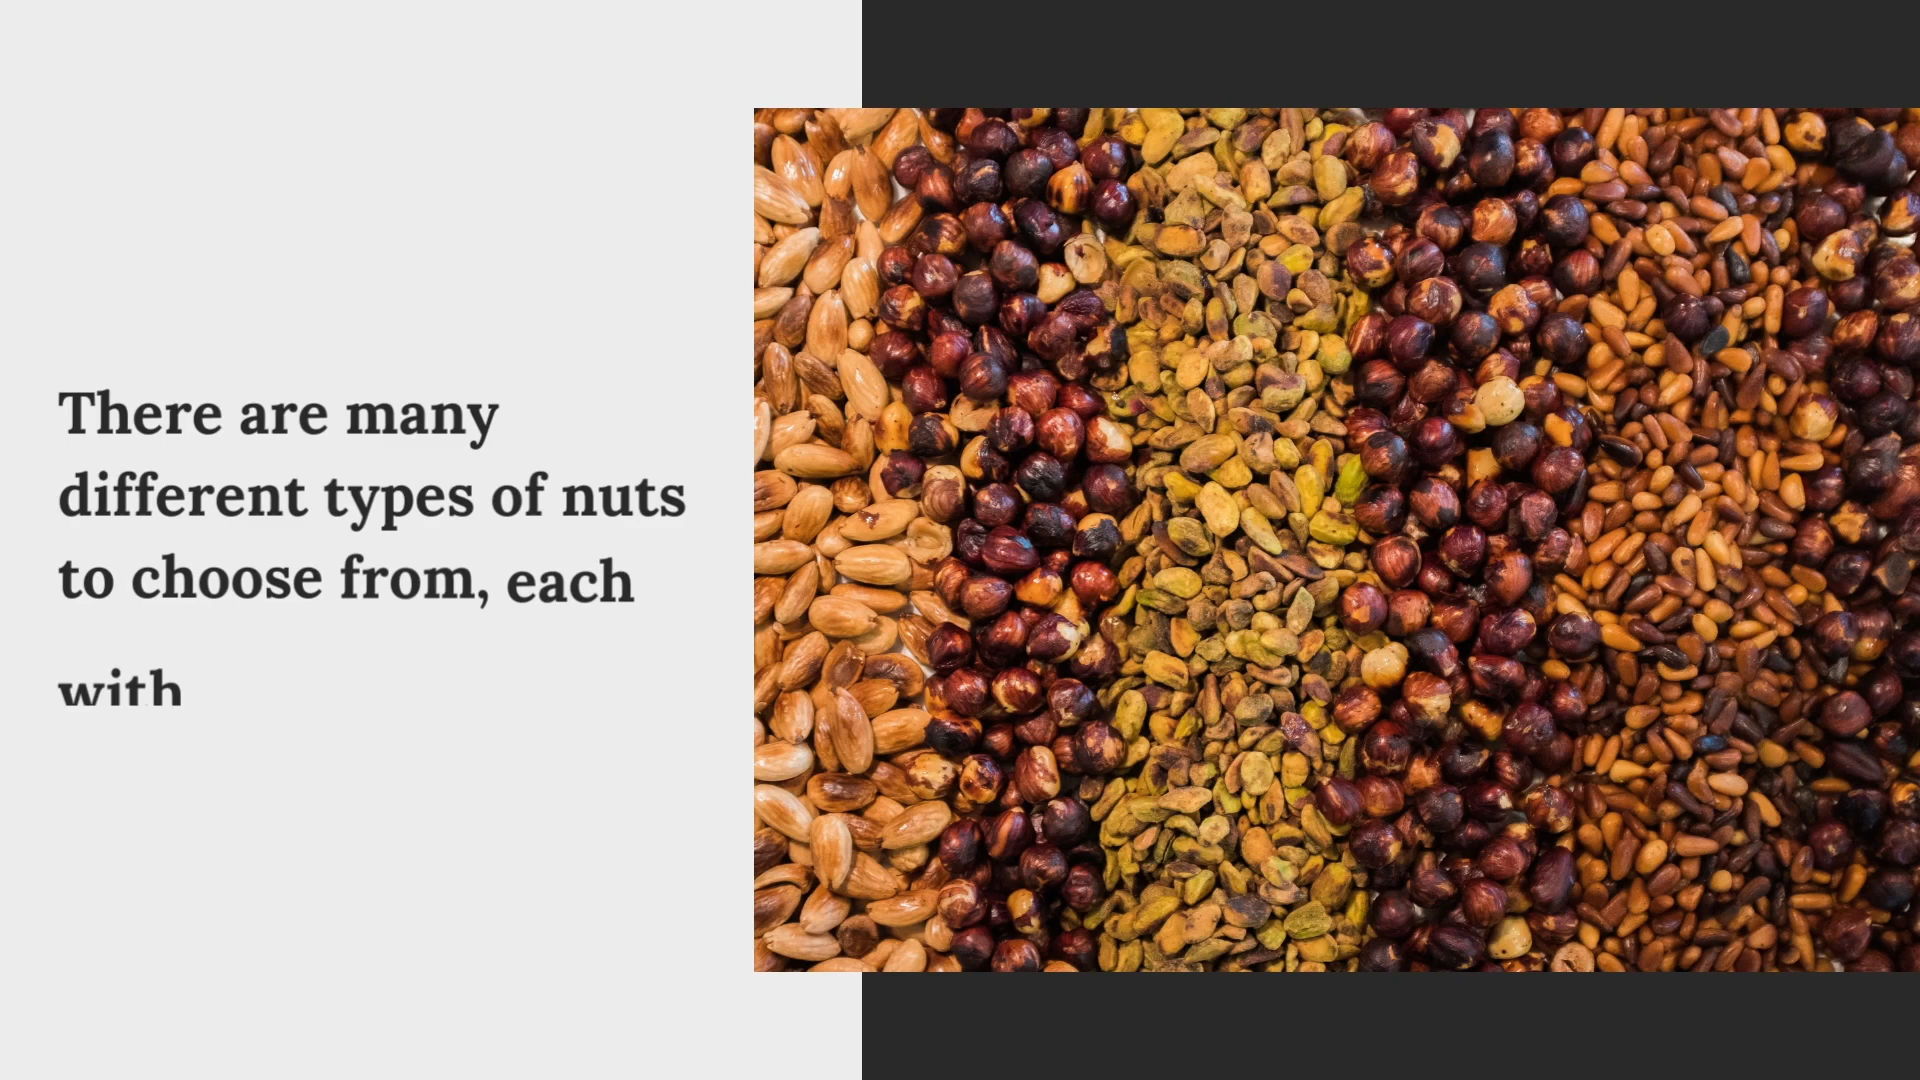 There are many
different types of nuts
to choose from, each
with